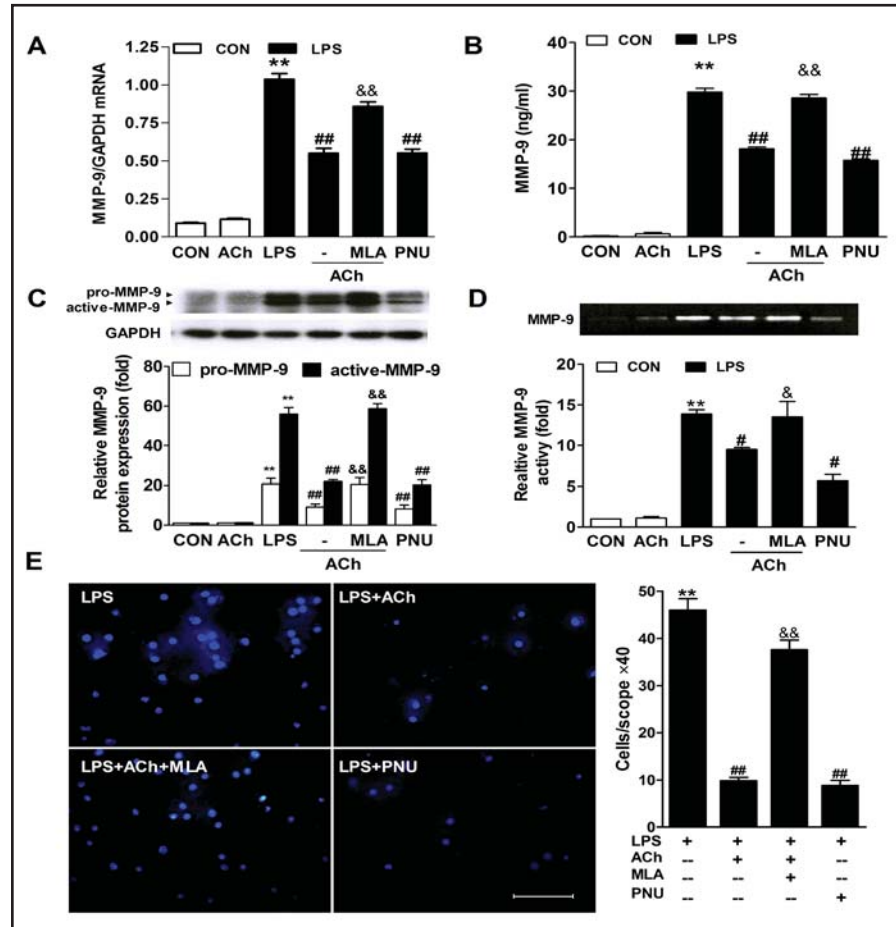 A
CON LPS
MMP-9/GAPDH mRNA
1.25
1.00
0.75
0.50
0.25
0.00
**
##
&&
##
CON ACh LPS - MLA PNU
ACh
B
CON LPS
MMP-9 (ng/ml)
40
30
20
10
0
**
##
&&
##
CON ACh LPS - MLA PNU
ACh
C
pro-MMP-9
active-MMP-9
GAPDH
pro-MMP-9 active-MMP-9
Relative MMP-9
protein expression (fold)
80
60
40
20
0
**
**
##
##
&&
&&
##
##
CON ACh LPS - MLA PNU
ACh
D
MMP-9
CON LPS
Realtive MMP-9
activy (fold)
20
15
10
5
0
**
#
&
#
CON ACh LPS - MLA PNU
ACh
E
LPS
LPS+ACh
LPS+ACh+MLA
LPS+PNU
Cells/scope ×40
50
40
30
20
10
0
**
##
&&
##
LPS + + + +
ACh -- + + --
MLA -- -- + --
PNU -- -- -- +